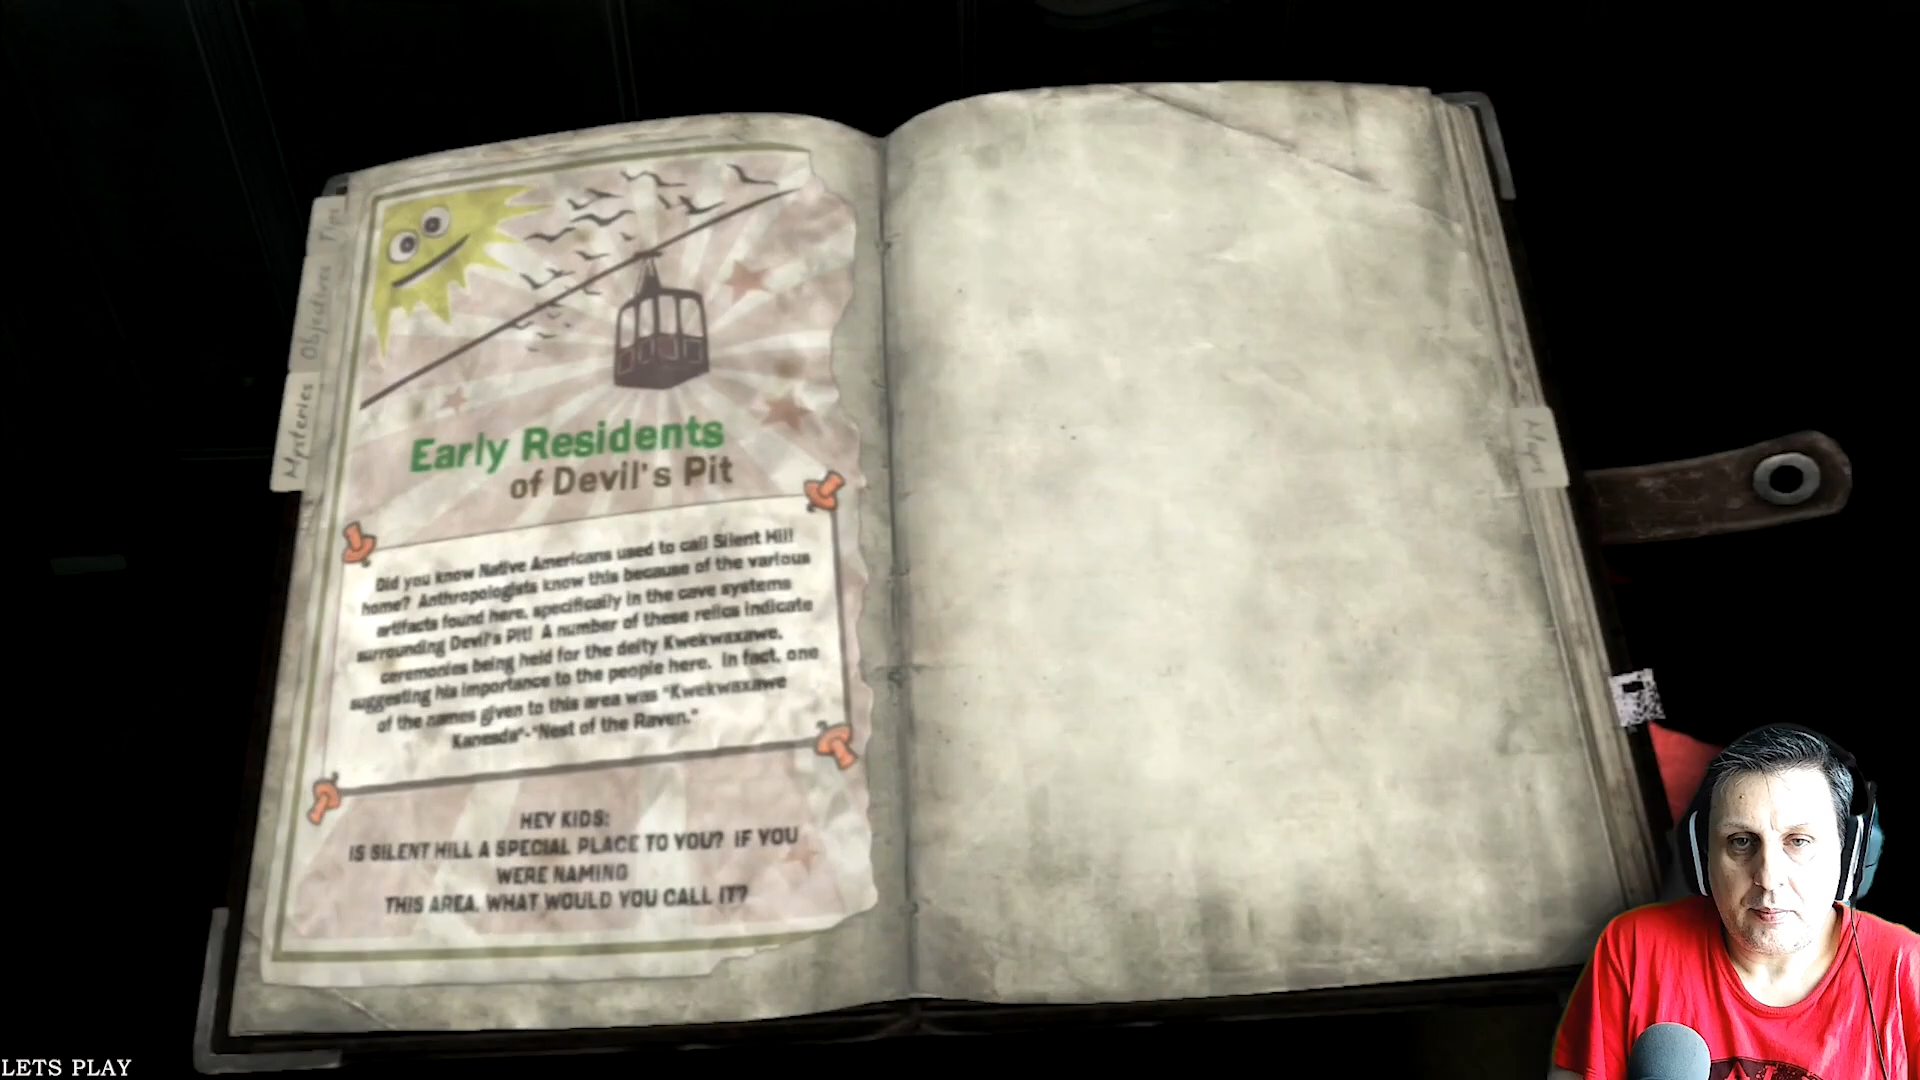 Tips
Objectives
Mysteries
Maps
Early Residents
of Devil's Pit
Did you know Native Americans used to call Silent Hill
home? Anthropologists know this because of the various
artifacts found here, specifically in the cave systems
surrounding Devil's Pit! A number of these relics indicate
ceremonies being held for the deity Kwekwaxawe,
suggesting his importance to the people here. In fact, one
of the names given to this area was "Kwekwaxawe
Kanesda"-"Nest of the Raven."
HEY KIDS:
IS SILENT HILL A SPECIAL PLACE TO YOU? IF YOU
WERE NAMING
THIS AREA, WHAT WOULD YOU CALL IT?
LETS PLAY